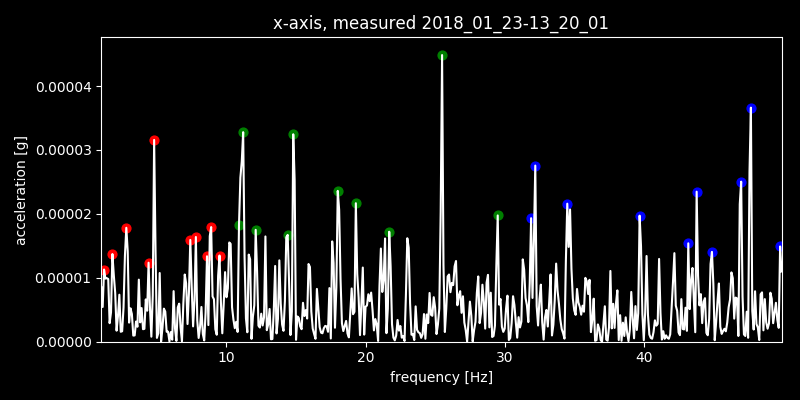 x-axis, measured 2018_01_23-13_20_01
acceleration [g]
0.00004
0.00003
0.00002
0.00001
0.00000
10 20 30 40
frequency [Hz]